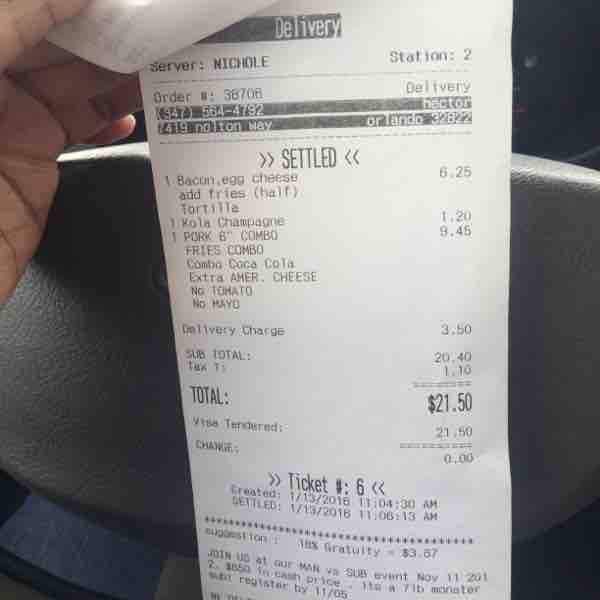 Delivery
Server: NICHOLE Station: 2
Order #: 38706 Delivery
(347) 564-4792 hector
7419 nolton way orlando 32822
>> SETTLED <<
1 Bacon,egg cheese 6.25
add fries (half)
Tortilla
1 Kola Champagne 1.20
1 PORK 6" COMBO 9.45
FRIES COMBO
Combo Coca Cola
Extra AMER. CHEESE
No TOMATO
No MAYO
Delivery Charge 3.50
SUB TOTAL: 20.40
Tax 1: 1.10
TOTAL: $21.50
Visa Tendered: 21.50
CHANGE: 0.00
>> Ticket #: 6 <<
Created: 1/13/2016 11:04:30 AM
SETTLED: 1/13/2016 11:06:13 AM
suggestion : 18% Gratuity = $3.67
JOIN US at our MAN vs SUB event Nov 11 201
2. $650 in cash price . its a 7lb monster
sub! register by 11/05